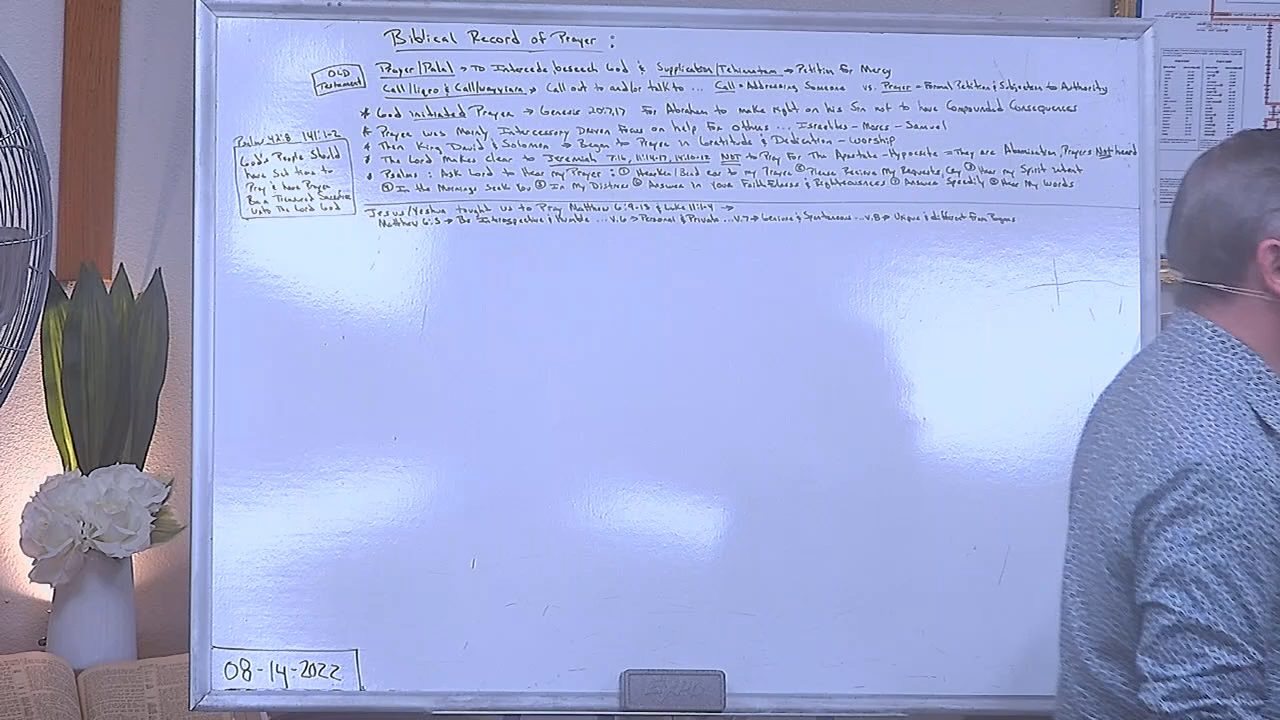 Biblical Record of Prayer :
OLD
Testament
Prayer/Palal = Intervene, beseech God & Supplication/Tehinnatam → Petition for Mercy
Call/ & Call/ = Call out to and/or talk to ... Call = Addressing Someone vs. Prayer = Formal Petition & Subjection to Authority
* God indicated Prayer → Genesis 20:7,17 For Abraham to make right on his Sin not to have Compounded Consequences
* Prayer was Mainly Intercessory Driven Focus on help for others ... Israelites - Moses - Samuel
* Then King David & Solomon → Began to Prayer in Gratitude & Dedication - Worship
* The Lord Makes clear to Jeremiah 7:16, 11:14-17, 14:10-12 NOT to Pray For The Apostate - Hypocrite = They are Abomination, Prayers Not heard
* Psalms : Ask Lord to Hear my Prayer : ① Hearken/Bend ear to my Prayer ② Please Receive My Requests, Cry ③ Hear my Spirit Intent
④ In the Morning Seek You ⑤ In my Distress ⑥ Answer in your Faithfulness & Righteousness ⑦ Answer Speedily ⑧ Hear My Words
Psalm 42:8 141:1-2
God's People Should
have Set time to
Pray & have Prayer
Be a Treasured Sacrifice
Unto The Lord God
Jesus/Yeshua Taught us to Pray Matthew 6:9-13 & Luke 11:1-4 →
Matthew 6:5 → Be Introspective & Humble ... v.6 → Personal & Private ... v.7 → Genuine & Spontaneous ... v.8 → Unique & different From Pagans
08-14-2022
EXPO